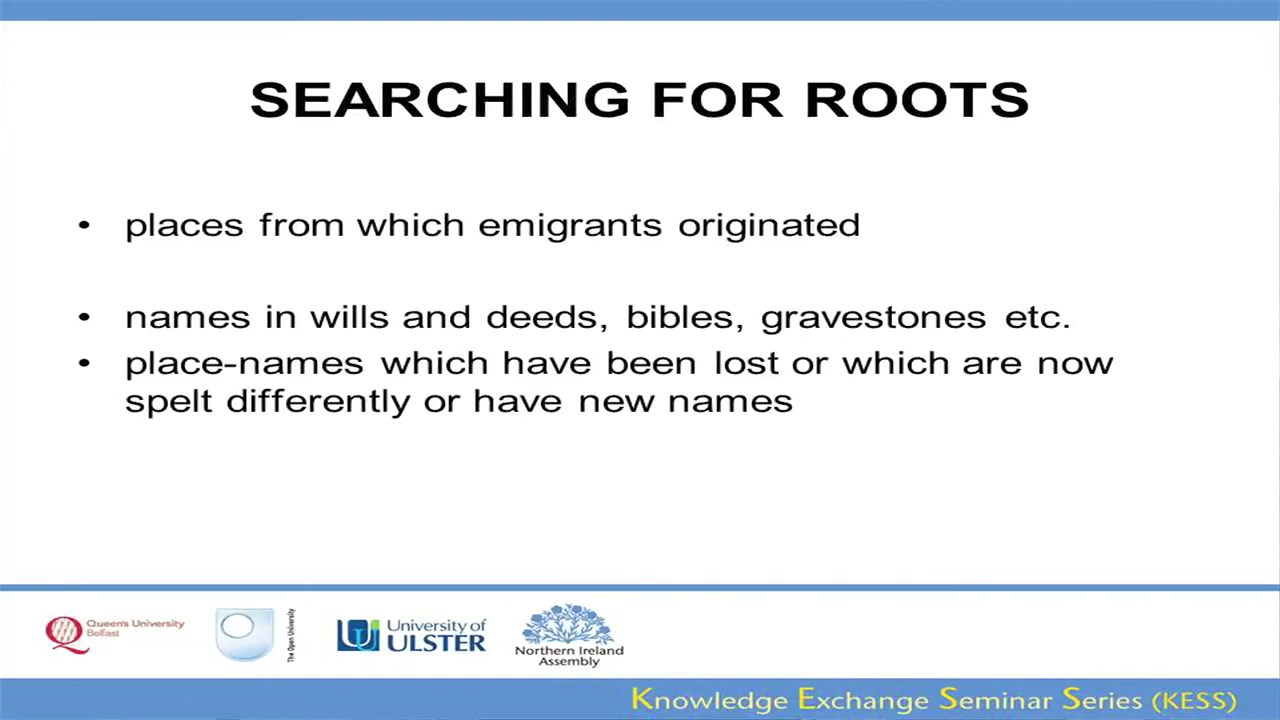 SEARCHING FOR ROOTS
• places from which emigrants originated
• names in wills and deeds, bibles, gravestones etc.
• place-names which have been lost or which are now
spelt differently or have new names
Queen's University
Belfast
The Open University
University of
ULSTER
Northern Ireland
Assembly
Knowledge Exchange Seminar Series (KESS)